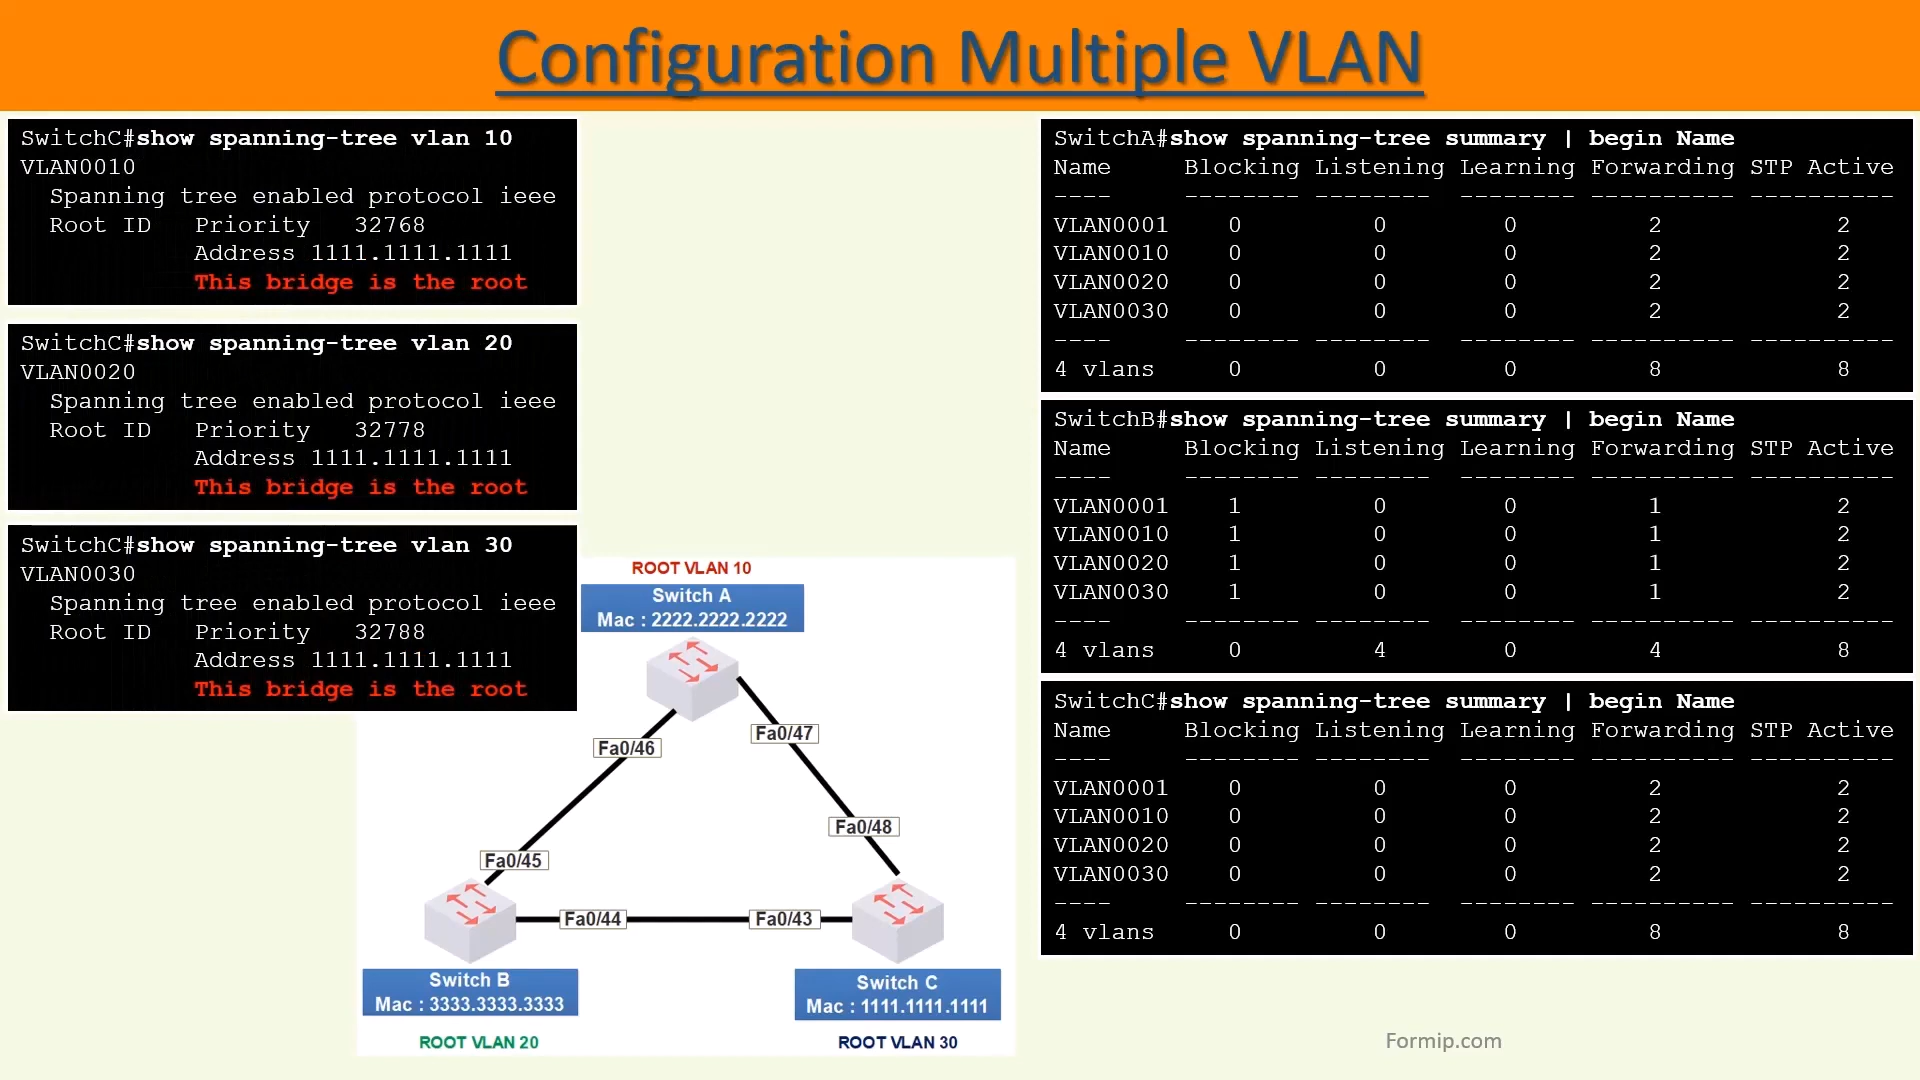 Configuration Multiple VLAN
SwitchC#show spanning-tree vlan 10
VLAN0010
  Spanning tree enabled protocol ieee
  Root ID   Priority   32768
            Address 1111.1111.1111
            This bridge is the root
SwitchC#show spanning-tree vlan 20
VLAN0020
  Spanning tree enabled protocol ieee
  Root ID   Priority   32778
            Address 1111.1111.1111
            This bridge is the root
SwitchC#show spanning-tree vlan 30
VLAN0030
  Spanning tree enabled protocol ieee
  Root ID   Priority   32788
            Address 1111.1111.1111
            This bridge is the root
ROOT VLAN 10
Switch A
Mac : 2222.2222.2222
Fa0/47
Fa0/46
Fa0/48
Fa0/45
Fa0/44
Fa0/43
Switch B
Mac : 3333.3333.3333
ROOT VLAN 20
Switch C
Mac : 1111.1111.1111
ROOT VLAN 30
SwitchA#show spanning-tree summary | begin Name
Name     Blocking Listening Learning Forwarding STP Active
----     -------- --------  -------- ---------- ----------
VLAN0001    0         0        0         2            2
VLAN0010    0         0        0         2            2
VLAN0020    0         0        0         2            2
VLAN0030    0         0        0         2            2
----     -------- --------  -------- ---------- ----------
4 vlans     0         0        0         8            8
SwitchB#show spanning-tree summary | begin Name
Name     Blocking Listening Learning Forwarding STP Active
----     -------- --------  -------- ---------- ----------
VLAN0001    1         0        0         1            2
VLAN0010    1         0        0         1            2
VLAN0020    1         0        0         1            2
VLAN0030    1         0        0         1            2
----     -------- --------  -------- ---------- ----------
4 vlans     0         4        0         4            8
SwitchC#show spanning-tree summary | begin Name
Name     Blocking Listening Learning Forwarding STP Active
----     -------- --------  -------- ---------- ----------
VLAN0001    0         0        0         2            2
VLAN0010    0         0        0         2            2
VLAN0020    0         0        0         2            2
VLAN0030    0         0        0         2            2
----     -------- --------  -------- ---------- ----------
4 vlans     0         0        0         8            8
Formip.com